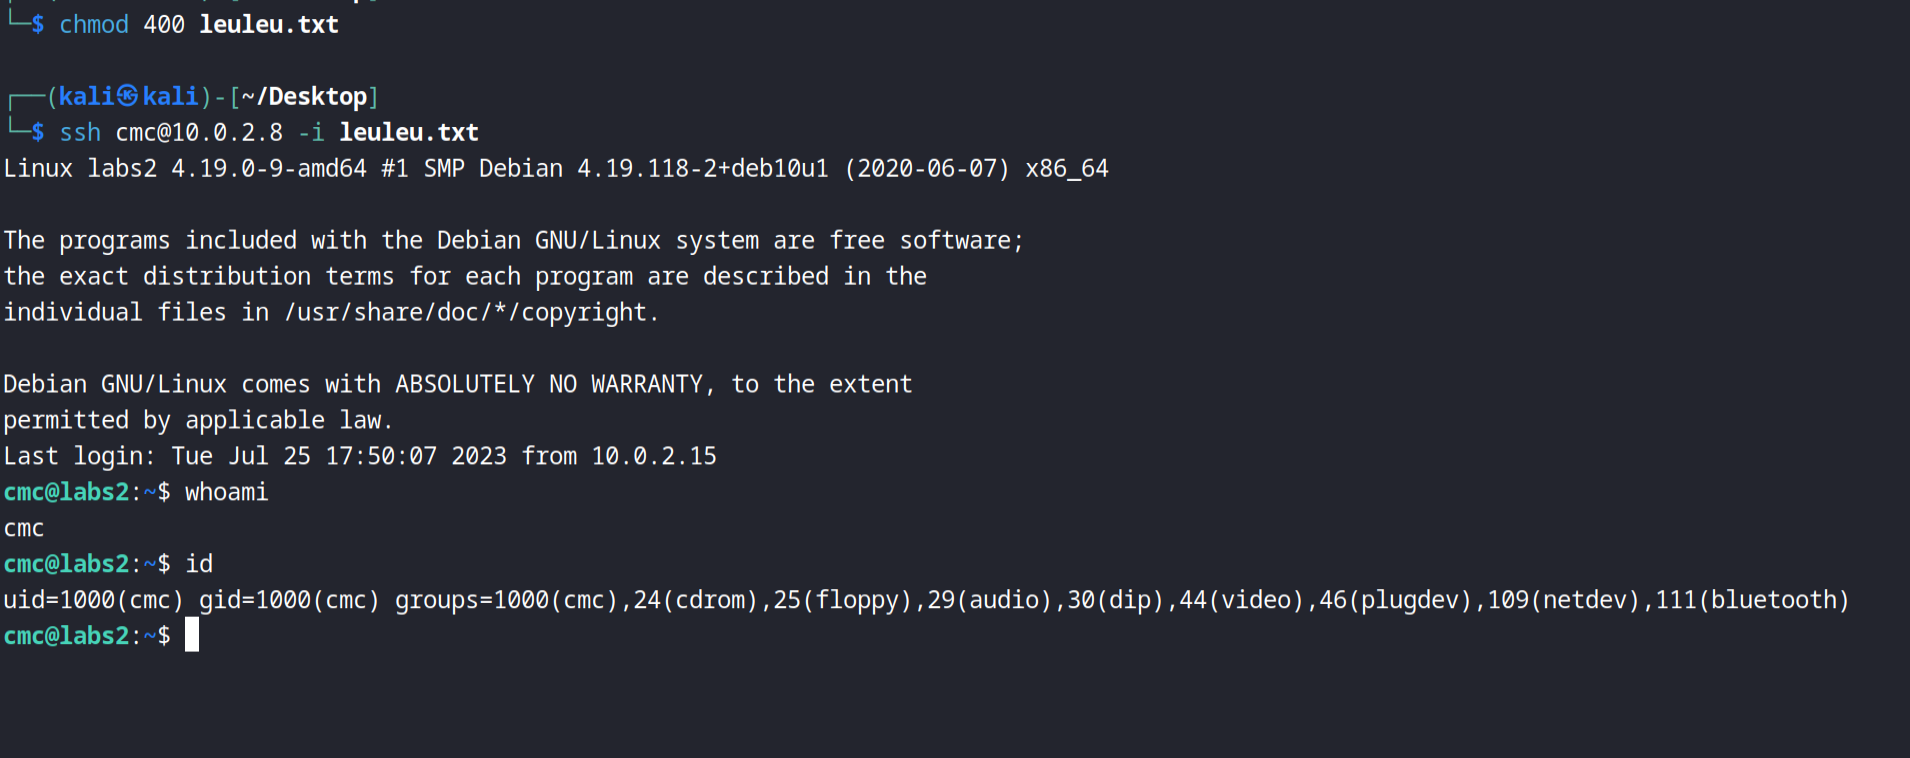 └─$ chmod 400 leuleu.txt
┌──(kali㉿kali)-[~/Desktop]
└─$ ssh cmc@10.0.2.8 -i leuleu.txt
Linux labs2 4.19.0-9-amd64 #1 SMP Debian 4.19.118-2+deb10u1 (2020-06-07) x86_64
The programs included with the Debian GNU/Linux system are free software;
the exact distribution terms for each program are described in the
individual files in /usr/share/doc/*/copyright.
Debian GNU/Linux comes with ABSOLUTELY NO WARRANTY, to the extent
permitted by applicable law.
Last login: Tue Jul 25 17:50:07 2023 from 10.0.2.15
cmc@labs2:~$ whoami
cmc
cmc@labs2:~$ id
uid=1000(cmc) gid=1000(cmc) groups=1000(cmc),24(cdrom),25(floppy),29(audio),30(dip),44(video),46(plugdev),109(netdev),111(bluetooth)
cmc@labs2:~$